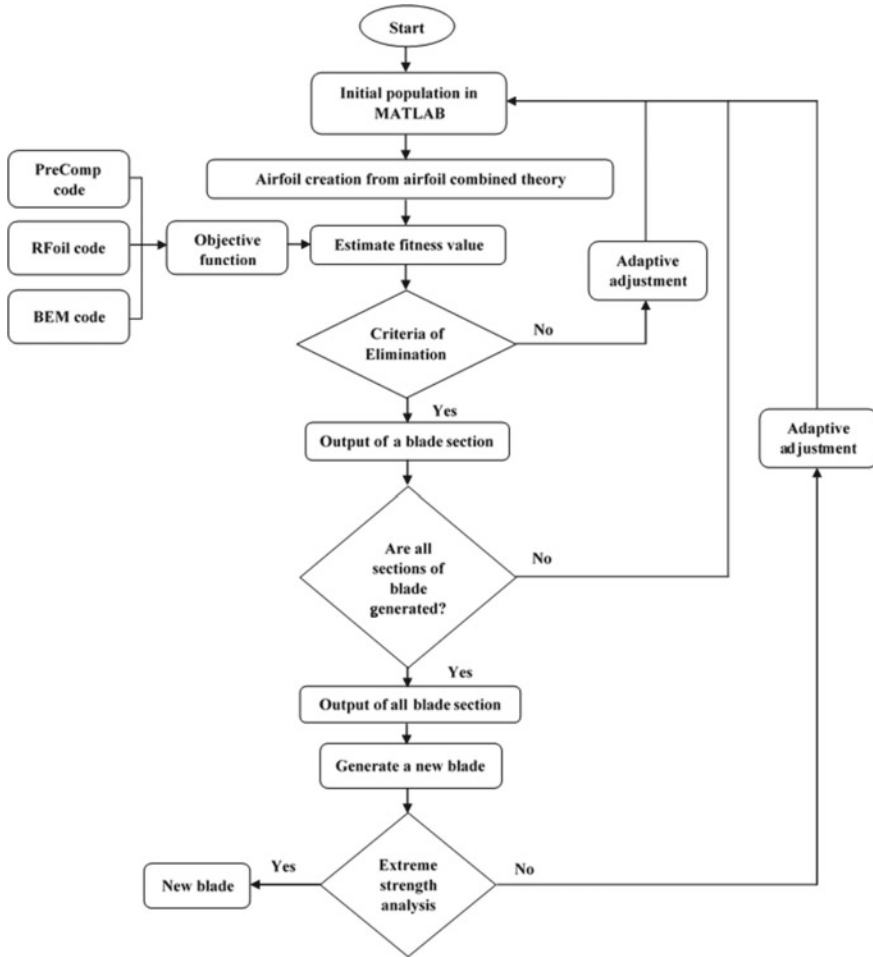 Start
Initial population in
MATLAB
Airfoil creation from airfoil combined theory
PreComp
code
RFoil code
BEM code
Objective
function
Estimate fitness value
Adaptive
adjustment
Criteria of
Elimination
No
Yes
Output of a blade section
Adaptive
adjustment
Are all
sections of
blade
generated?
No
Yes
Output of all blade section
Generate a new blade
Extreme
strength
analysis
Yes
No
New blade